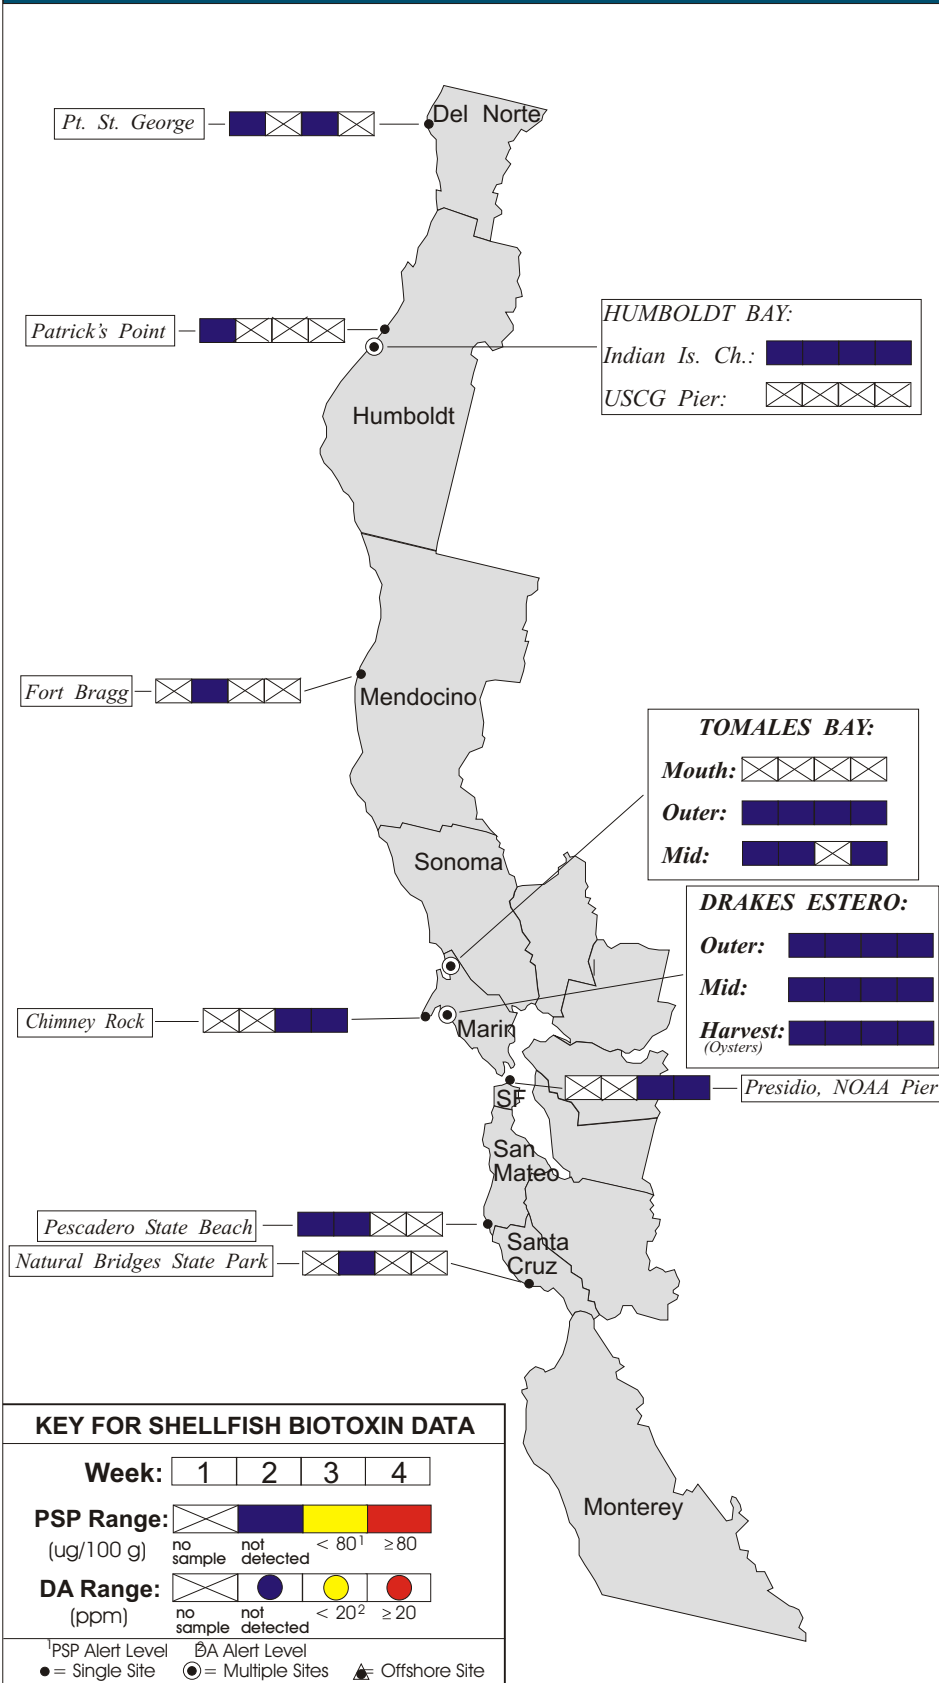 Del Norte
Pt. St. George
HUMBOLDT BAY:
Patrick's Point
Indian Is. Ch.:
USCG Pier:
Humboldt
Fort Bragg
Mendocino
TOMALES BAY:
Mouth:
Outer:
Mid:
Sonoma
DRAKES ESTERO:
Outer:
Mid:
Harvest:
(Oysters)
Chimney Rock
Marin
Presidio, NOAA Pier
SF
San
Mateo
Pescadero State Beach
Santa
Cruz
Natural Bridges State Park
Monterey
KEY FOR SHELLFISH BIOTOXIN DATA
Week: 1 2 3 4
PSP Range:
(ug/100 g)
no sample not detected < 80¹ ≥80
DA Range:
(ppm)
no sample not detected < 20² ≥ 20
¹PSP Alert Level ²DA Alert Level
= Single Site = Multiple Sites = Offshore Site